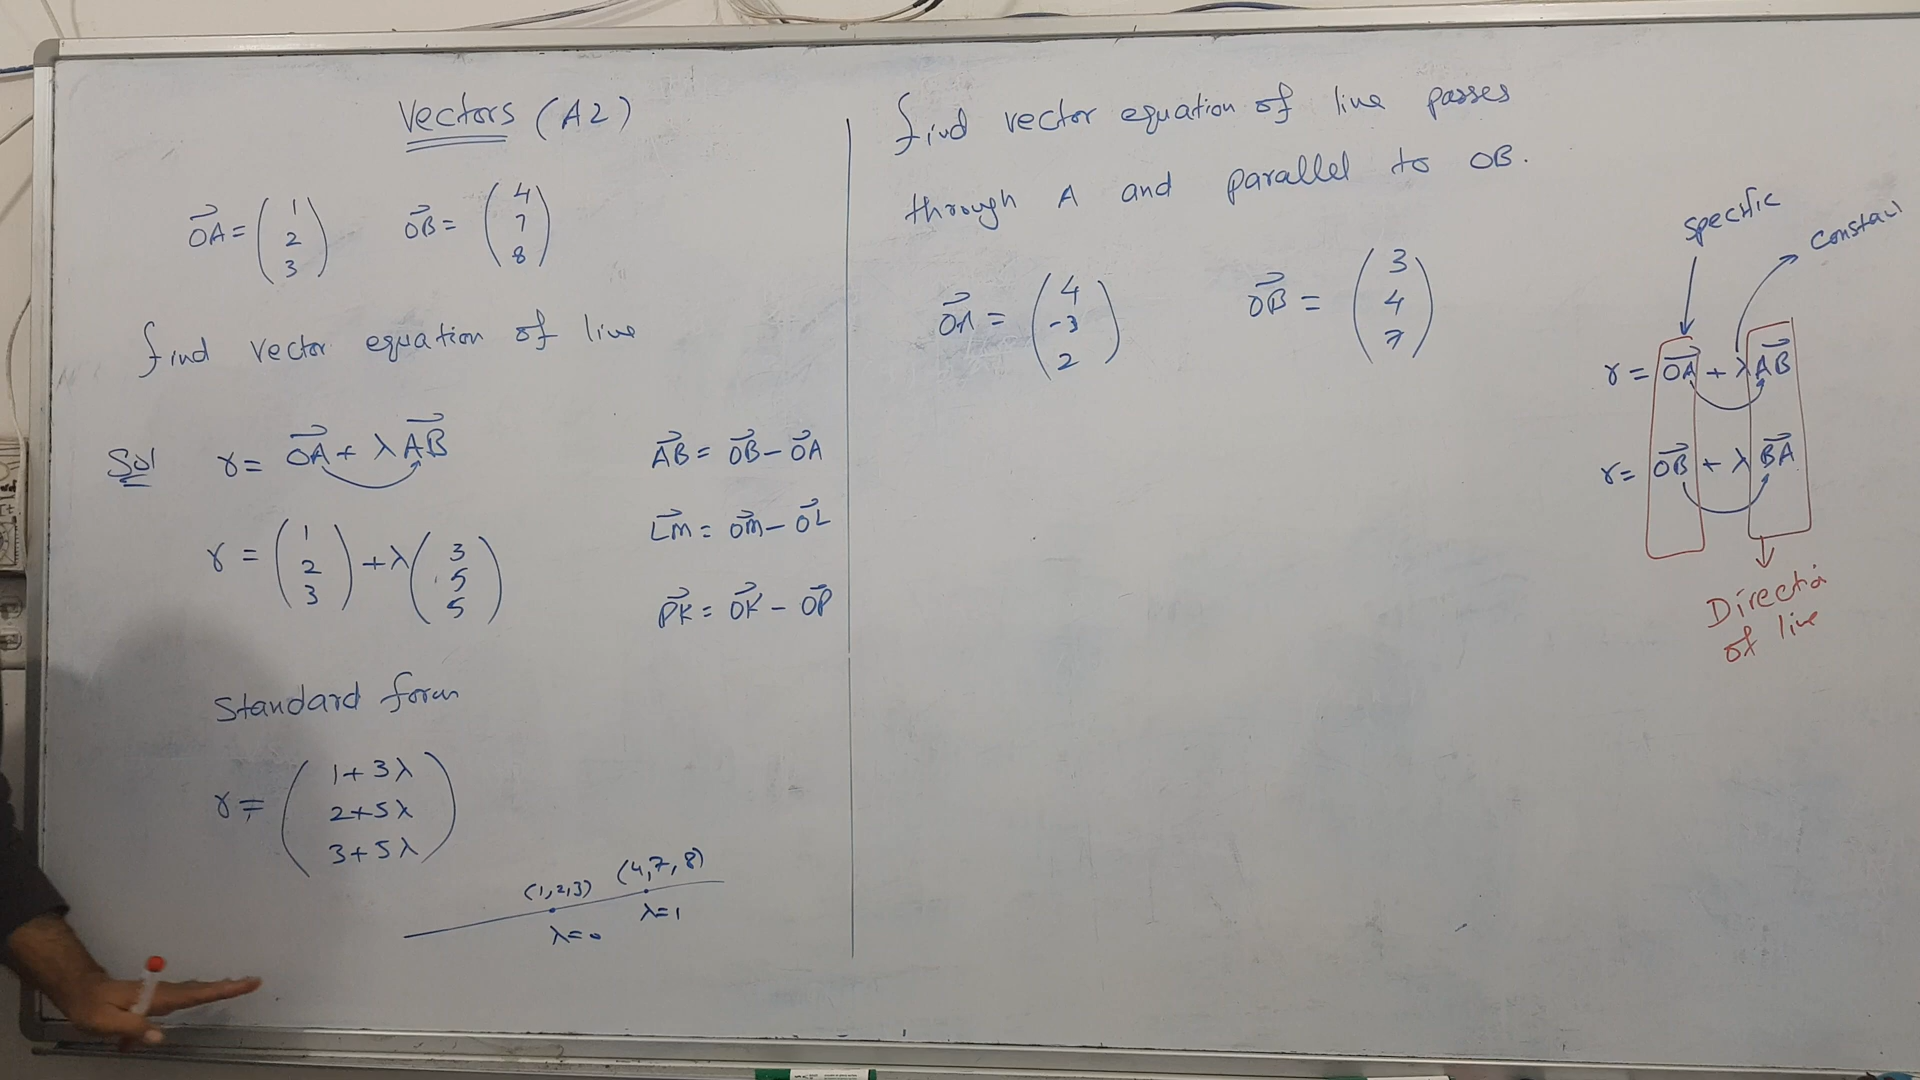 Vectors (A2)
OA = (1 2 3) OB = (4 7 8)
find vector equation of line
Sol r = OA + λ AB
r = (1 2 3) + λ (3 5 5)
AB = OB - OA
LM = OM - OL
PK = OK - OP
Standard form
r = (1+3λ 2+5λ 3+5λ)
(1,2,3) (4,7,8)
λ=0 λ=1
find vector equation of line passes
through A and parallel to OB.
OA = (4 -3 2) OB = (3 4 7)
specific
constant
r = OA + λ AB
r = OB + λ BA
Direction
of line